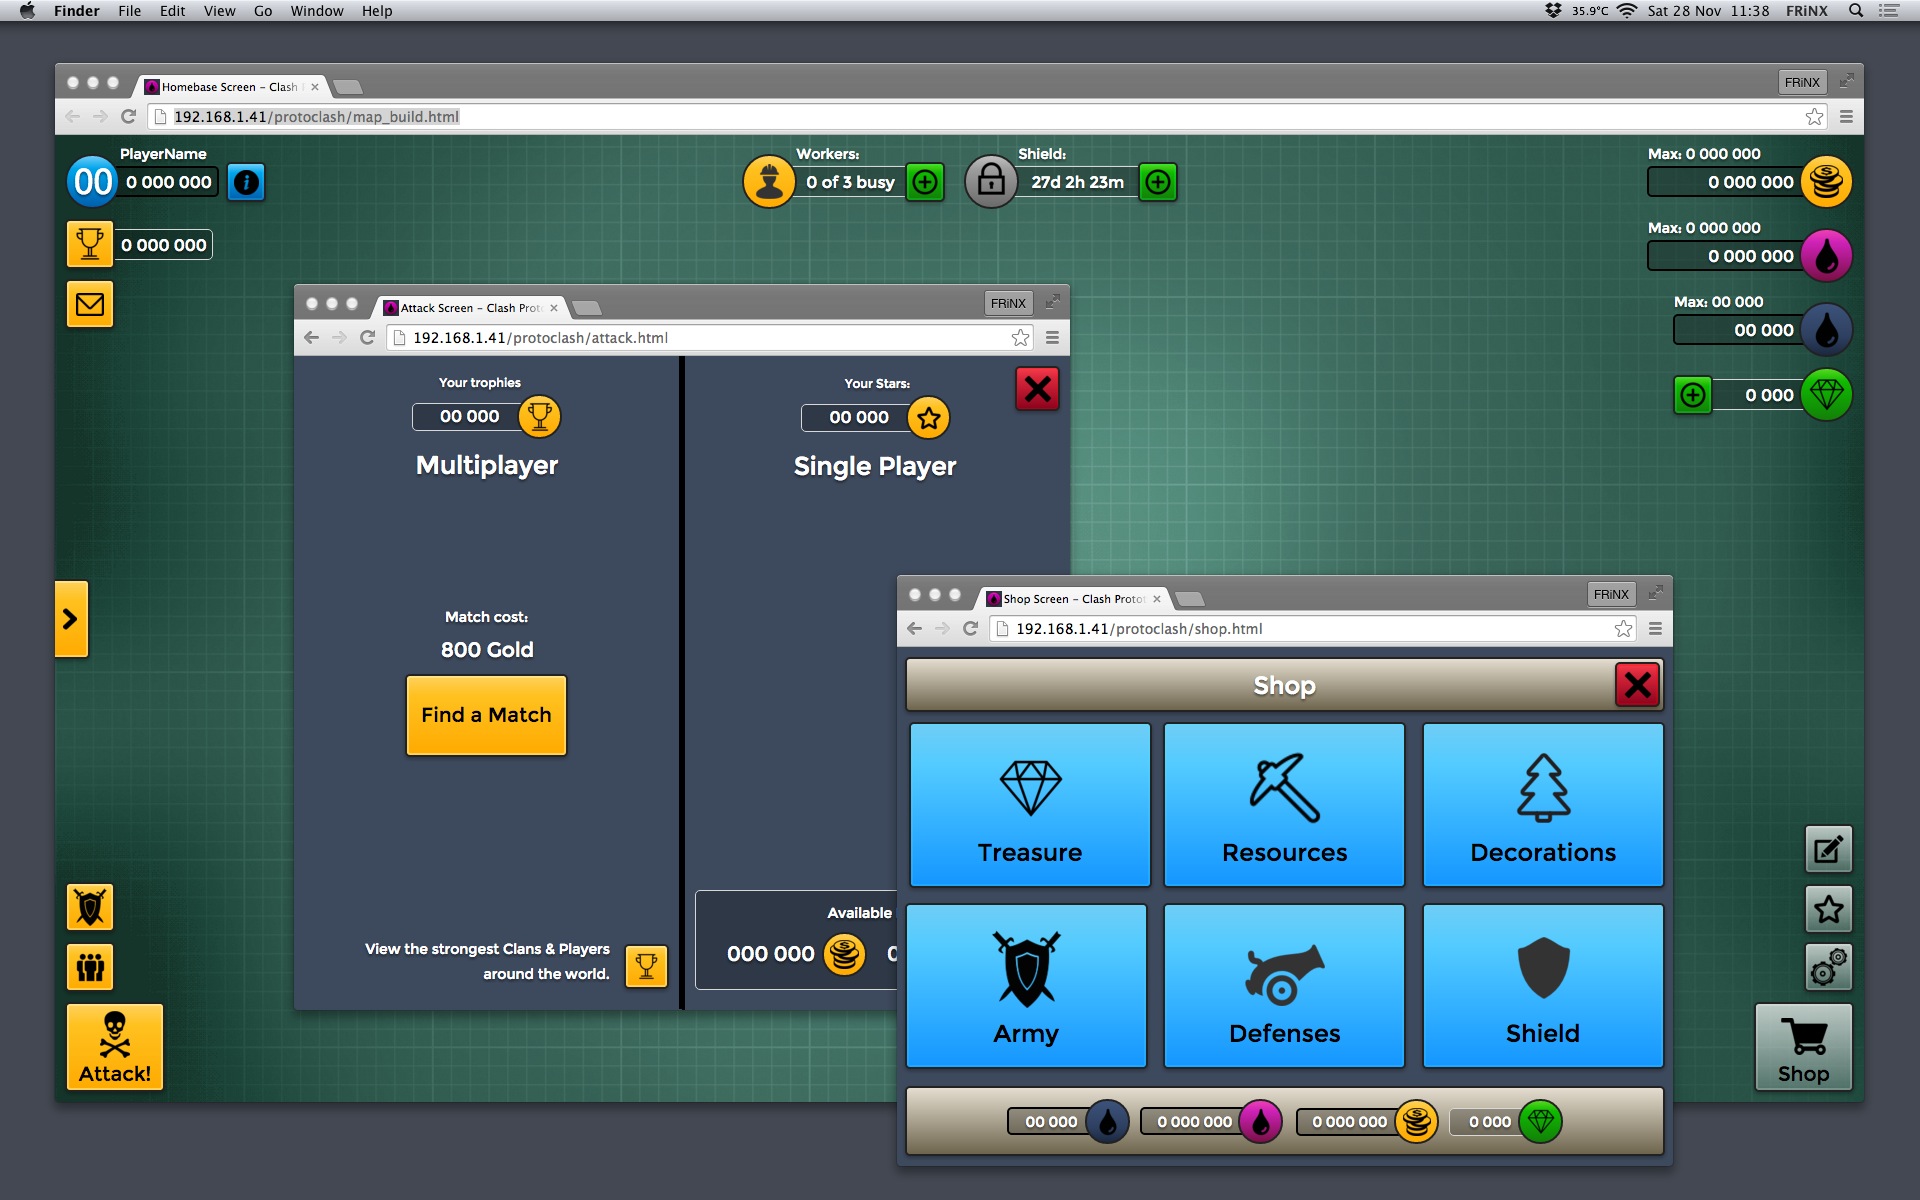 Finder File Edit View Go Window Help
35.9°C Sat 28 Nov 11:38 FRiNX
Homebase Screen – Clash
FRiNX
192.168.1.41/protoclash/map_build.html
PlayerName
00 0 000 000
0 000 000
Workers:
0 of 3 busy
Shield:
27d 2h 23m
Max: 0 000 000
0 000 000
Max: 0 000 000
0 000 000
Max: 00 000
00 000
0 000
Attack Screen – Clash Prot
FRiNX
192.168.1.41/protoclash/attack.html
Your trophies
00 000
Multiplayer
Match cost:
800 Gold
Find a Match
View the strongest Clans & Players
around the world.
Your Stars:
00 000
Single Player
Available
000 000
Shop Screen – Clash Protot
FRiNX
192.168.1.41/protoclash/shop.html
Shop
Treasure
Resources
Decorations
Army
Defenses
Shield
00 000
0 000 000
0 000 000
0 000
Attack!
Shop